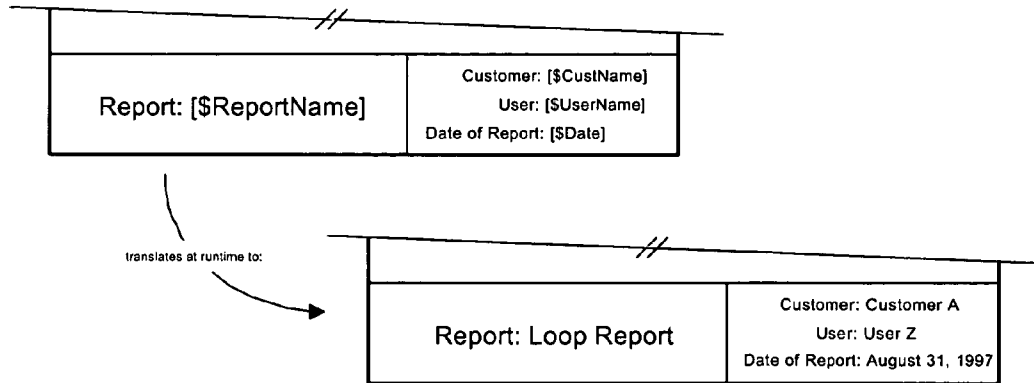 Report: [$ReportName]
Customer: [$CustName]
User: [$UserName]
Date of Report: [$Date]
translates at runtime to:
Report: Loop Report
Customer: Customer A
User: User Z
Date of Report: August 31, 1997